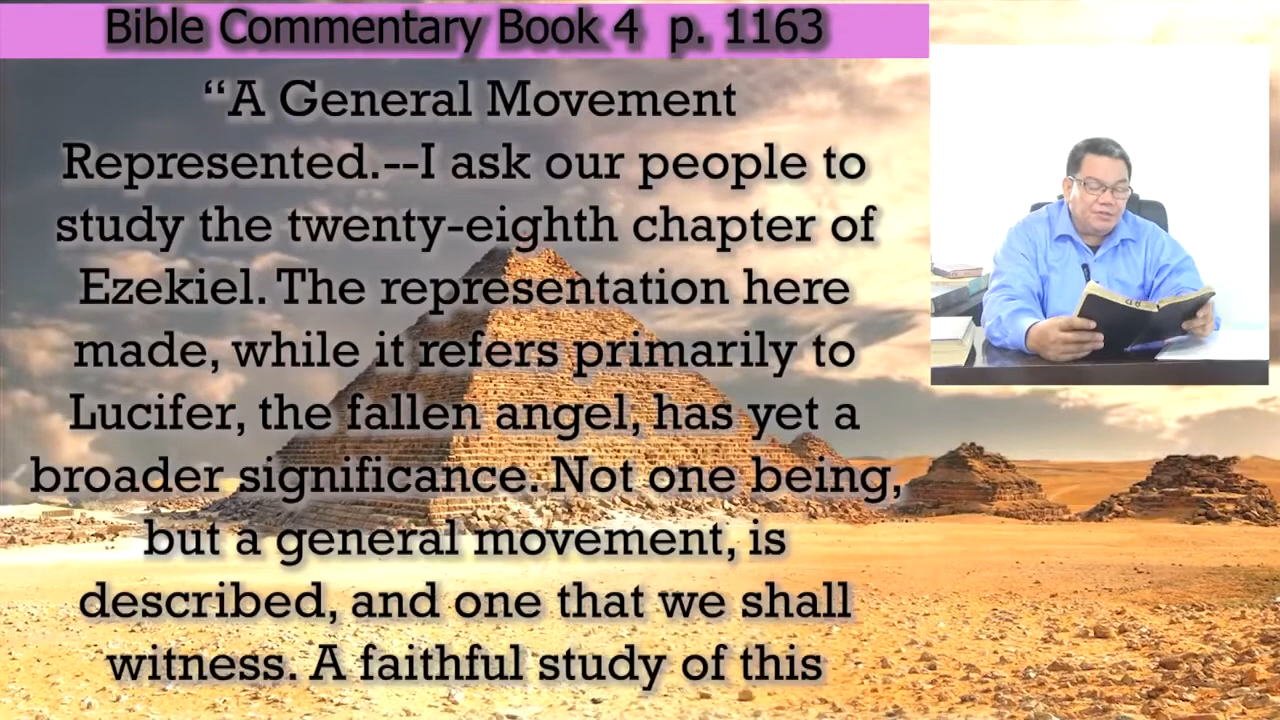 Bible Commentary Book 4 p. 1163
“A General Movement
Represented.--I ask our people to
study the twenty-eighth chapter of
Ezekiel. The representation here
made, while it refers primarily to
Lucifer, the fallen angel, has yet a
broader significance. Not one being,
but a general movement, is
described, and one that we shall
witness. A faithful study of this